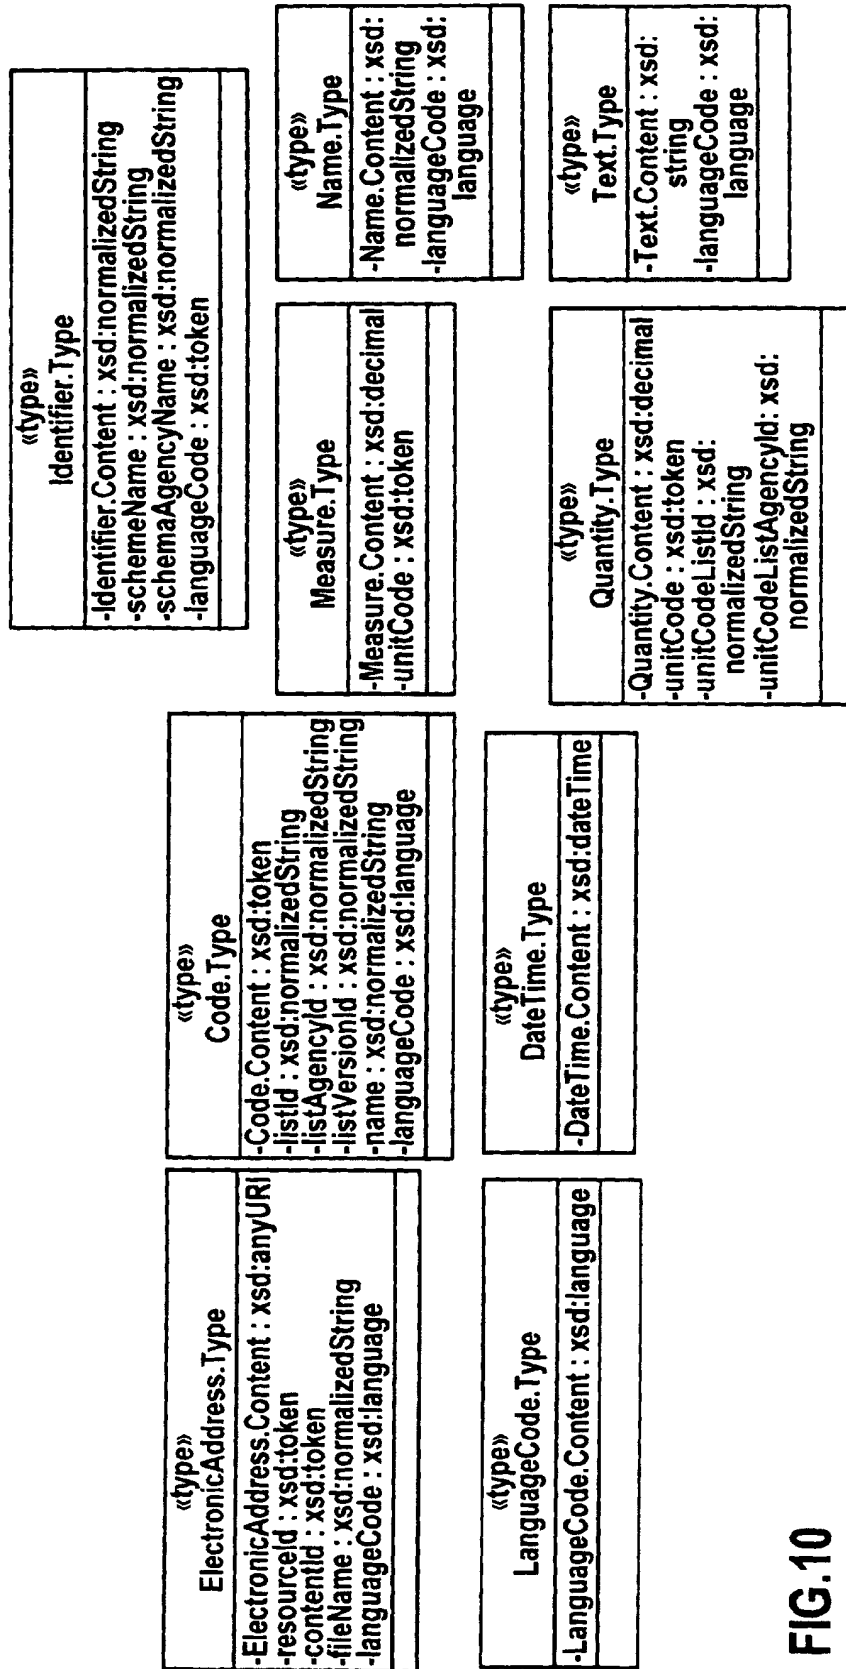 «type»
ElectronicAddress.Type
-ElectronicAddress.Content : xsd:anyURI
-resourceId : xsd:token
-contentId : xsd:token
-fileName : xsd:normalizedString
-languageCode : xsd:language
«type»
Code.Type
-Code.Content : xsd:token
-listId : xsd:normalizedString
-listAgencyId : xsd:normalizedString
-listVersionId : xsd:normalizedString
-name : xsd:normalizedString
-languageCode : xsd:language
«type»
Identifier.Type
-Identifier.Content : xsd:normalizedString
-schemeName : xsd:normalizedString
-schemaAgencyName : xsd:normalizedString
-languageCode : xsd:token
«type»
Measure.Type
-Measure.Content : xsd:decimal
-unitCode : xsd:token
«type»
Name.Type
-Name.Content : xsd:
normalizedString
-languageCode : xsd:
language
«type»
LanguageCode.Type
-LanguageCode.Content : xsd:language
«type»
DateTime.Type
-DateTime.Content : xsd:dateTime
«type»
Quantity.Type
-Quantity.Content : xsd:decimal
-unitCode : xsd:token
-unitCodeListId : xsd:
normalizedString
-unitCodeListAgencyId: xsd:
normalizedString
«type»
Text.Type
-Text.Content : xsd:
string
-languageCode : xsd:
language
FIG.10